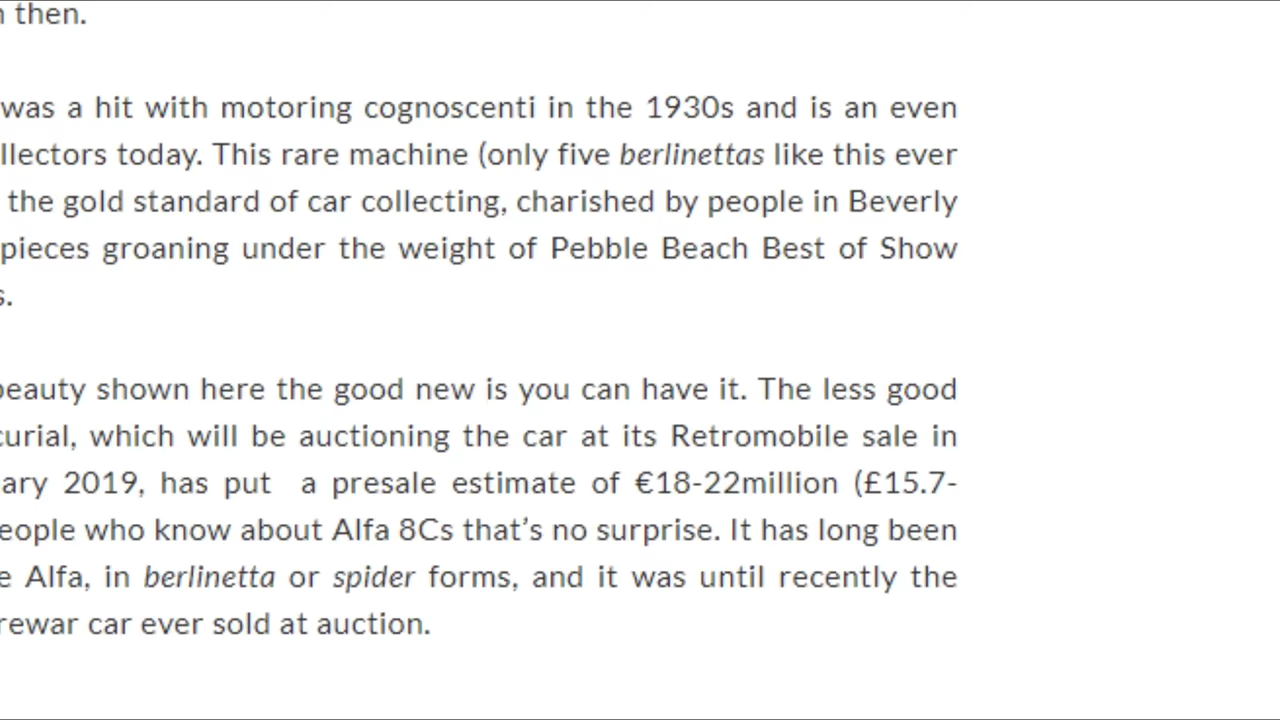 then.
was a hit with motoring cognoscenti in the 1930s and is an even
llectors today. This rare machine (only five berlinettas like this ever
the gold standard of car collecting, charished by people in Beverly
pieces groaning under the weight of Pebble Beach Best of Show
s.
beauty shown here the good new is you can have it. The less good
curial, which will be auctioning the car at its Retromobile sale in
ary 2019, has put a presale estimate of €18-22million (£15.7-
eople who know about Alfa 8Cs that’s no surprise. It has long been
e Alfa, in berlinetta or spider forms, and it was until recently the
rewar car ever sold at auction.